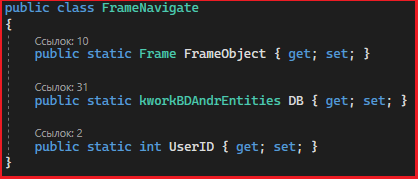 public class FrameNavigate
{
Ссылок: 10
public static Frame FrameObject { get; set; }
Ссылок: 31
public static kworkBDAndrEntities DB { get; set; }
Ссылок: 2
public static int UserID { get; set; }
}